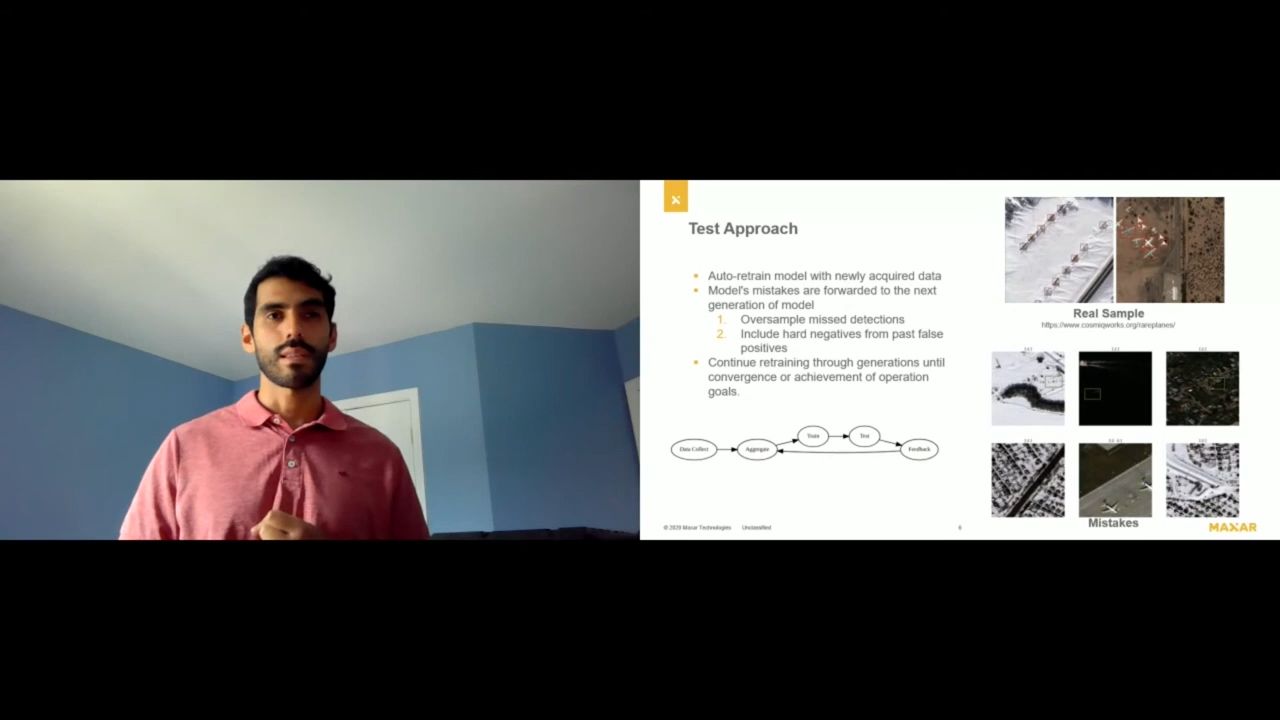 Test Approach
Auto-retrain model with newly acquired data
Model's mistakes are forwarded to the next
generation of model
1. Oversample missed detections
2. Include hard negatives from past false
positives
Continue retraining through generations until
convergence or achievement of operation
goals.
Data Collect
Aggregate
Train
Test
Feedback
Real Sample
https://www.cosmiqworks.org/rareplanes/
Mistakes
© 2020 Maxar Technologies Unclassified
6
MAXAR